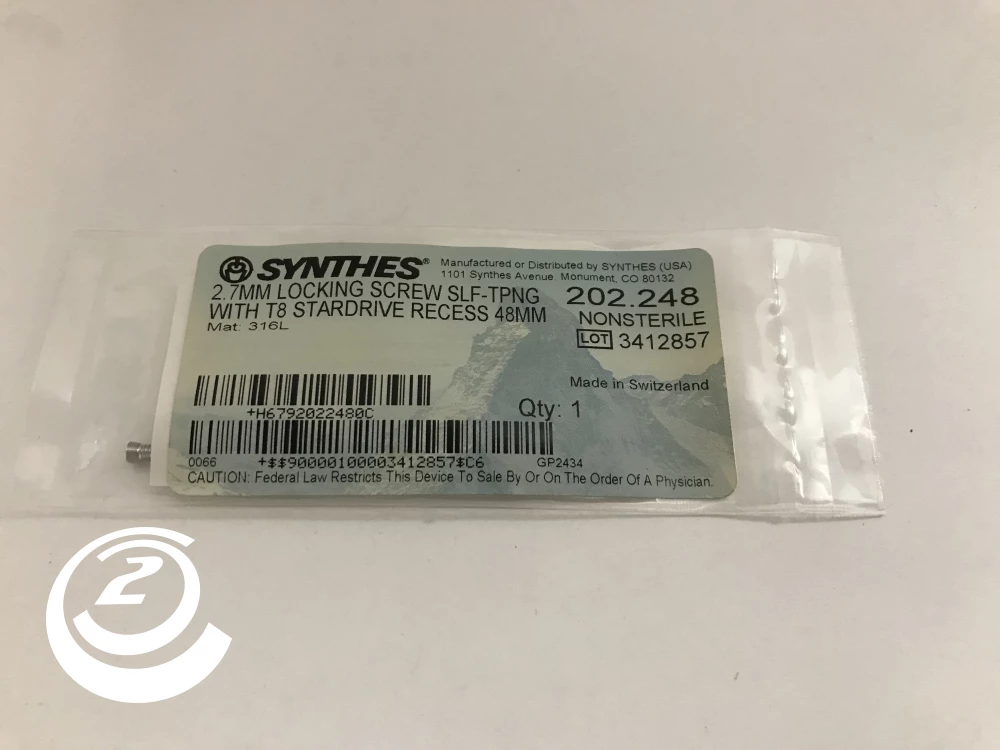 SYNTHES®
Manufactured or Distributed by SYNTHES (USA)
1101 Synthes Avenue, Monument, CO 80132
2.7MM LOCKING SCREW SLF-TPNG
WITH T8 STARDRIVE RECESS 48MM
Mat: 316L
202.248
NONSTERILE
LOT 3412857
Made in Switzerland
+H6792022480C
Qty: 1
0066
+$$90000100003412857$C6
GP2434
CAUTION: Federal Law Restricts This Device To Sale By Or On The Order Of A Physician.
2